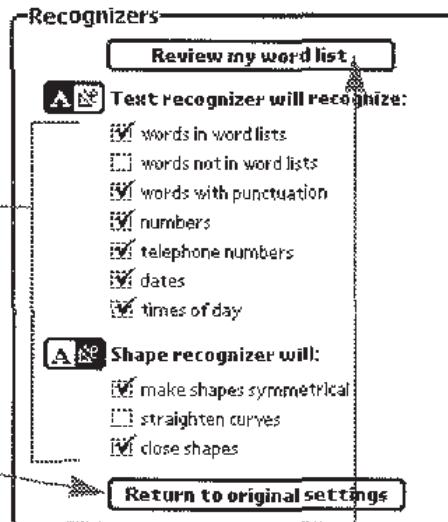 Recognizers
Review my word list
A Text recognizer will recognize:
words in word lists
words not in word lists
words with punctuation
numbers
telephone numbers
dates
times of day
A Shape recognizer will:
make shapes symmetrical
straighten curves
close shapes
Return to original settings